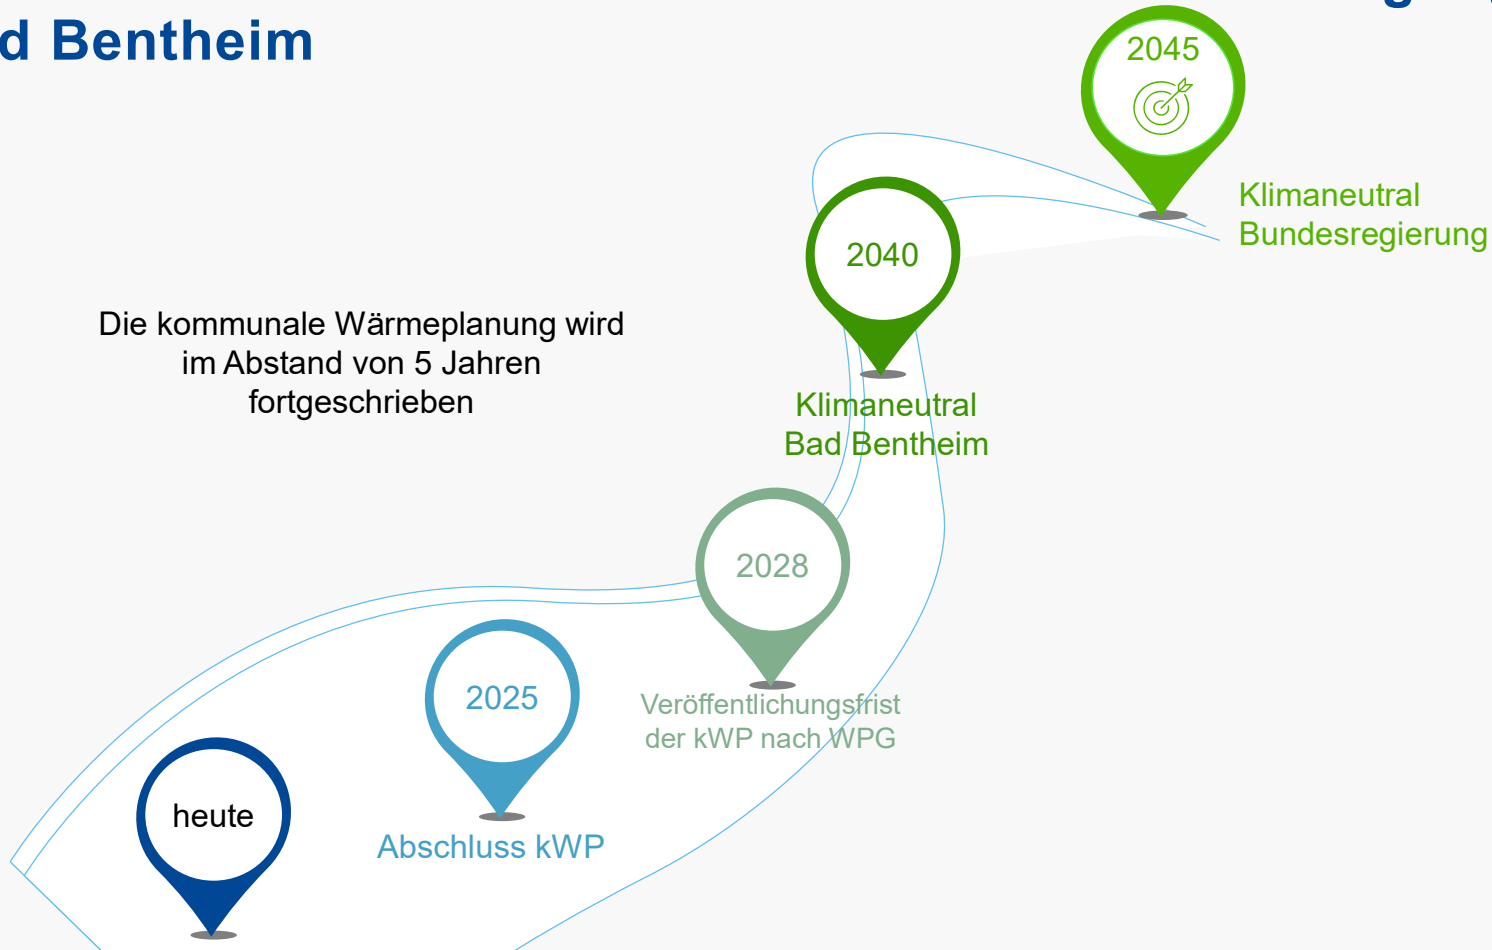 d Bentheim
2045
Klimaneutral
Bundesregierung
2040
Die kommunale Wärmeplanung wird
im Abstand von 5 Jahren
fortgeschrieben
Klimaneutral
Bad Bentheim
2028
2025
Veröffentlichungsfrist
der kWP nach WPG
heute
Abschluss kWP